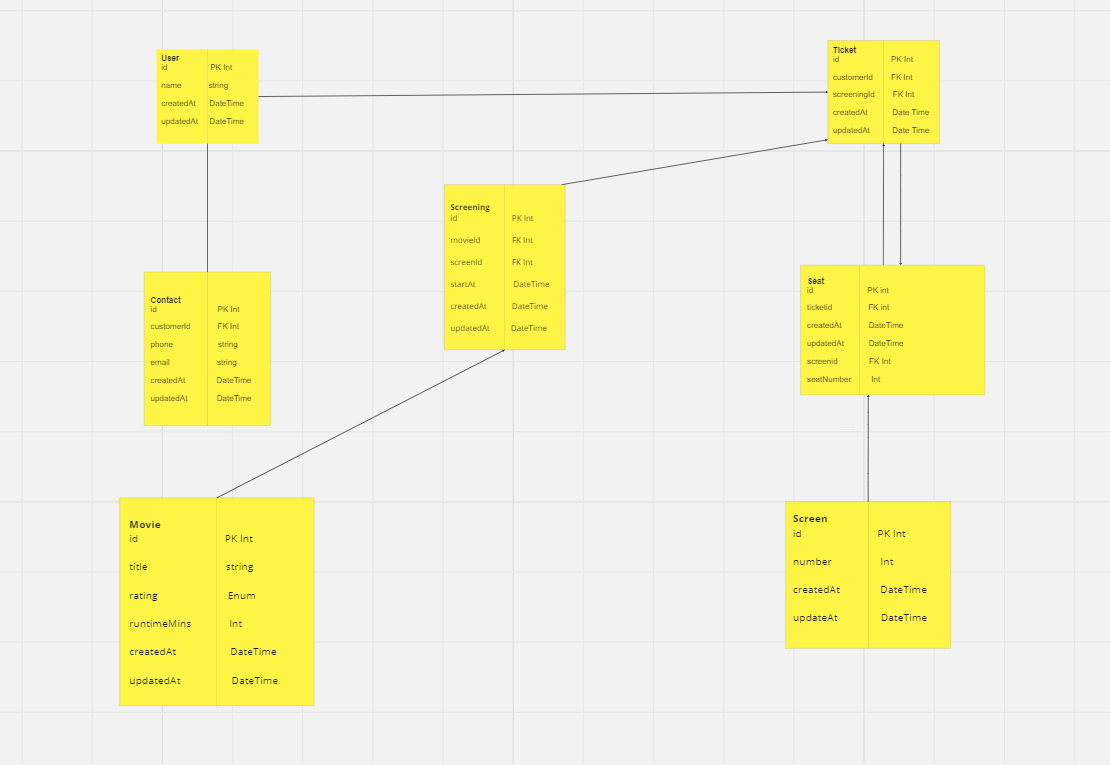 User
id PK Int
name string
createdAt DateTime
updatedAt DateTime
Ticket
id PK Int
customerId FK Int
screeningId FK Int
createdAt Date Time
updatedAt Date Time
Screening
id PK Int
movieId FK Int
screenId FK Int
startAt DateTime
createdAt DateTime
updatedAt DateTime
Contact
id PK Int
customerId FK Int
phone string
email string
createdAt DateTime
updatedAt DateTime
Seat
id PK int
ticketid FK int
createdAt DateTime
updatedAt DateTime
screenid FK Int
seatNumber Int
Movie
id PK Int
title string
rating Enum
runtimeMins Int
createdAt DateTime
updatedAt DateTime
Screen
id PK Int
number Int
createdAt DateTime
updateAt DateTime